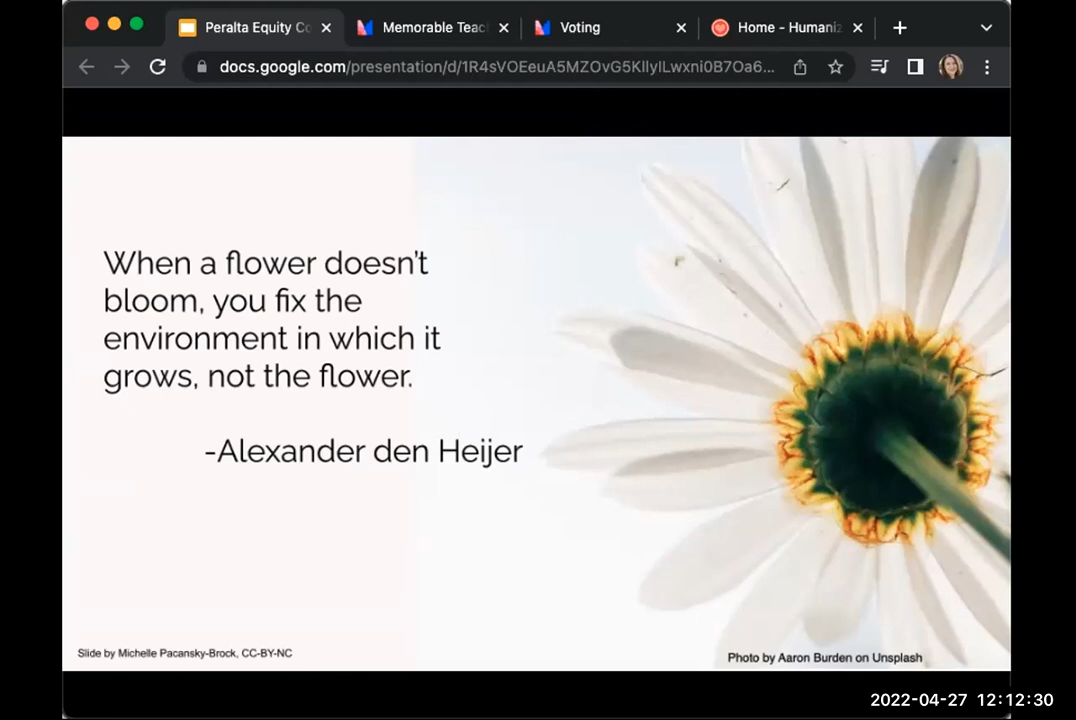 Peralta Equity Co
Memorable Teac
Voting
Home - Humaniz
docs.google.com/presentation/d/1R4sVOEeuA5MZOvG5KIlyILwxni0B7Oa6...
When a flower doesn't
bloom, you fix the
environment in which it
grows, not the flower.
-Alexander den Heijer
Slide by Michelle Pacansky-Brock, CC-BY-NC
Photo by Aaron Burden on Unsplash
2022-04-27 12:12:30